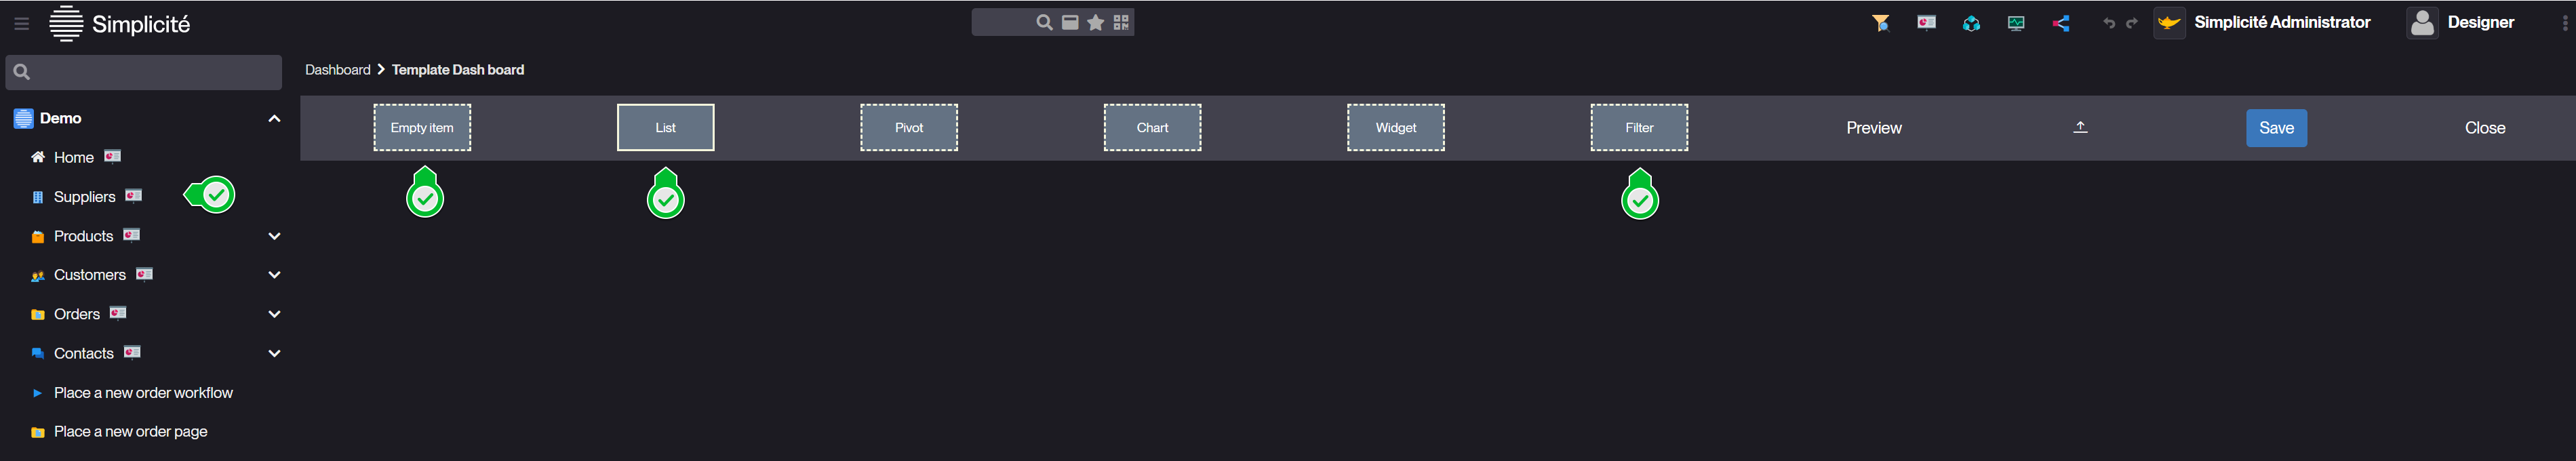 Simplicité
Simplicité Administrator
Designer
Dashboard > Template Dash board
Demo
Home
Suppliers
Products
Customers
Orders
Contacts
Place a new order workflow
Place a new order page
Empty item
List
Pivot
Chart
Widget
Filter
Preview
Save
Close